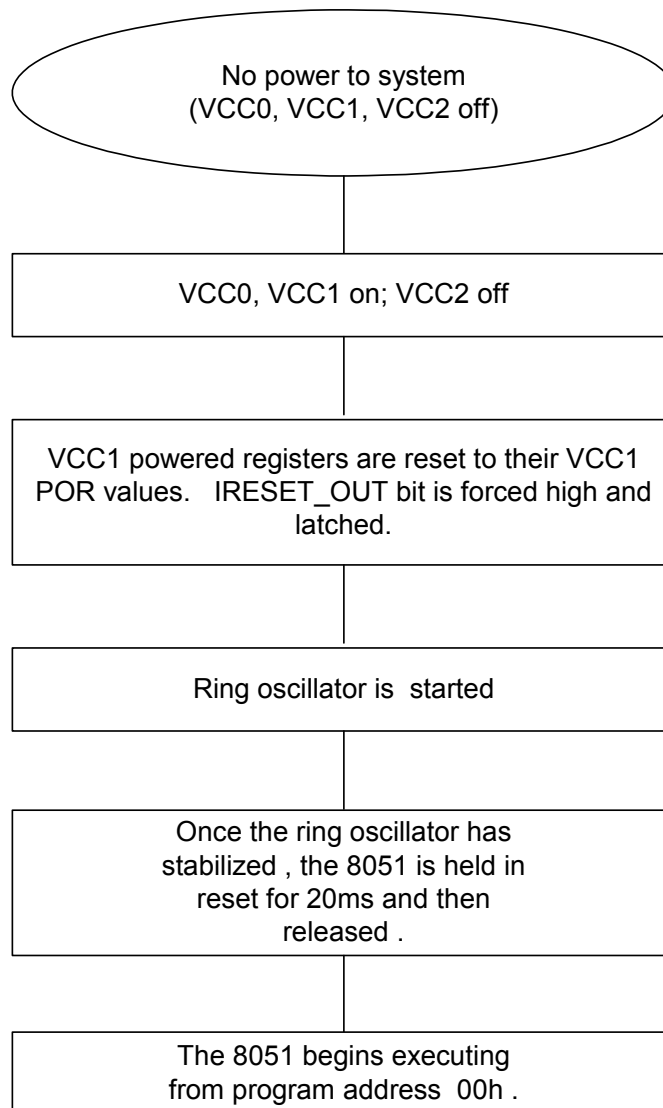 No power to system
(VCC0, VCC1, VCC2 off)
VCC0, VCC1 on; VCC2 off
VCC1 powered registers are reset to their VCC1
POR values.   IRESET_OUT bit is forced high and
latched.
Ring oscillator is  started
Once the ring oscillator has
stabilized , the 8051 is held in
reset for 20ms and then
released .
The 8051 begins executing
from program address  00h .